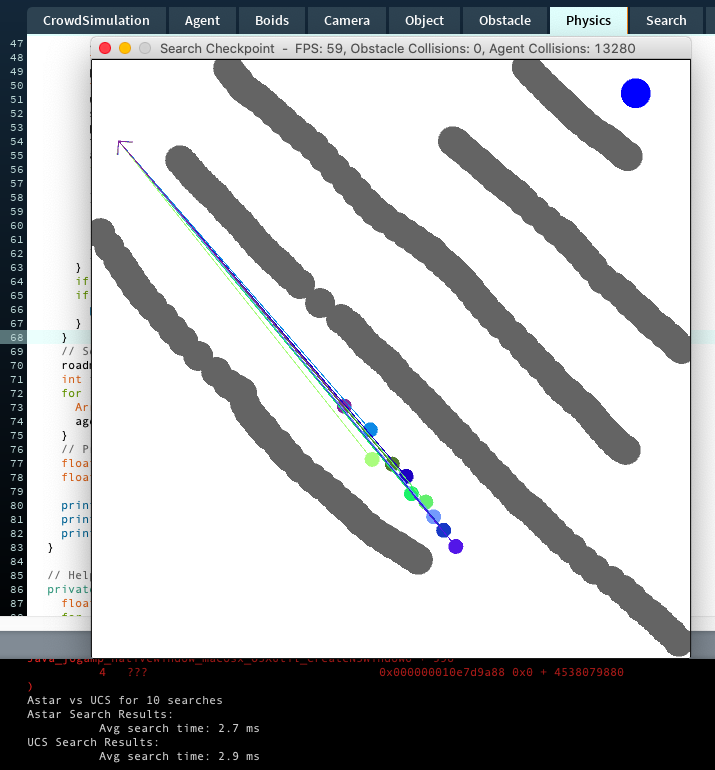 CrowdSimulation Agent Boids Camera Object Obstacle Physics Search
Search Checkpoint - FPS: 59, Obstacle Collisions: 0, Agent Collisions: 13280
47
48
49
50
51
52
53
54
55
56
57
58
59
60
61
62
63 }
64 if
65 if
66
67 }
68 }
69 // Se
70 roadm
71 int
72 for
73 Ar
74 age
75 }
76 // P
77 floa
78 floa
79
80 prin
81 prin
82 prin
83 }
84
85 // Help
86 private
87 floa
4 ??? 0x000000010e7d9a88 0x0 + 4538079880
)
Astar vs UCS for 10 searches
Astar Search Results:
Avg search time: 2.7 ms
UCS Search Results:
Avg search time: 2.9 ms